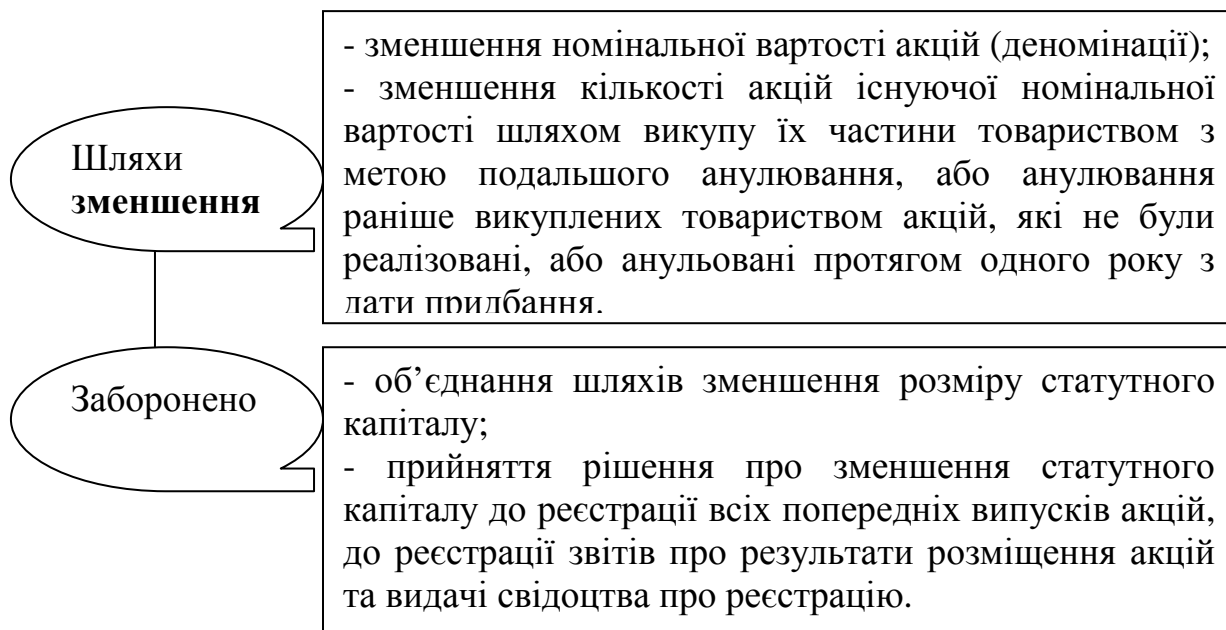 Шляхи
зменшення
- зменшення номінальної вартості акцій (деномінації);
- зменшення кількості акцій існуючої номінальної
вартості шляхом викупу їх частини товариством з
метою подальшого анулювання, або анулювання
раніше викуплених товариством акцій, які не були
реалізовані, або анульовані протягом одного року з
дати придбання.
Заборонено
- об’єднання шляхів зменшення розміру статутного
капіталу;
- прийняття рішення про зменшення статутного
капіталу до реєстрації всіх попередніх випусків акцій,
до реєстрації звітів про результати розміщення акцій
та видачі свідоцтва про реєстрацію.